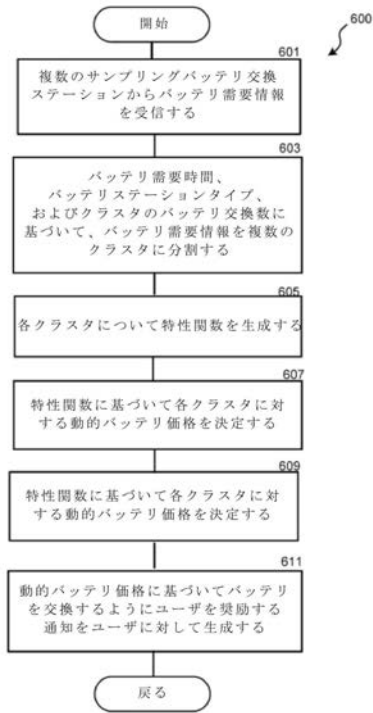 開始
600
601
複数のサンプリングバッテリ交換
ステーションからバッテリ需要情報
を受信する
603
バッテリ需要時間、
バッテリステーションタイプ、
およびクラスタのバッテリ交換数に
基づいて、バッテリ需要情報を複数の
クラスタに分割する
605
各クラスタについて特性関数を生成する
607
特性関数に基づいて各クラスタに対
する動的バッテリ価格を決定する
609
特性関数に基づいて各クラスタに対
する動的バッテリ価格を決定する
611
動的バッテリ価格に基づいてバッテリ
を交換するようにユーザを奨励する
通知をユーザに対して生成する
戻る